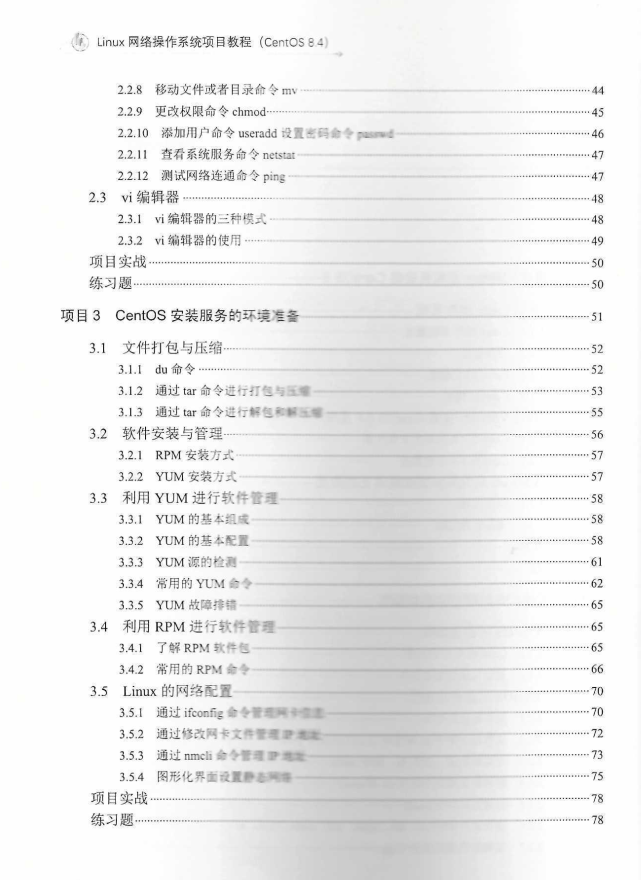 Linux 网络操作系统项目教程（CentOS 8.4）
2.2.8 移动文件或者目录命令 mv 44
2.2.9 更改权限命令 chmod 45
2.2.10 添加用户命令 useradd 设置密码命令 passwd 46
2.2.11 查看系统服务命令 netstat 47
2.2.12 测试网络连通命令 ping 47
2.3 vi 编辑器 48
2.3.1 vi 编辑器的三种模式 48
2.3.2 vi 编辑器的使用 49
项目实战 50
练习题 50
项目 3 CentOS 安装服务的环境准备 51
3.1 文件打包与压缩 52
3.1.1 du 命令 52
3.1.2 通过 tar 命令进行打包与压缩 53
3.1.3 通过 tar 命令进行解包和解压缩 55
3.2 软件安装与管理 56
3.2.1 RPM 安装方式 57
3.2.2 YUM 安装方式 57
3.3 利用 YUM 进行软件管理 58
3.3.1 YUM 的基本组成 58
3.3.2 YUM 的基本配置 58
3.3.3 YUM 源的检测 61
3.3.4 常用的 YUM 命令 62
3.3.5 YUM 故障排错 65
3.4 利用 RPM 进行软件管理 65
3.4.1 了解 RPM 软件包 65
3.4.2 常用的 RPM 命令 66
3.5 Linux 的网络配置 70
3.5.1 通过 ifconfig 命令管理网卡信息 70
3.5.2 通过修改网卡文件管理 IP 地址 72
3.5.3 通过 nmcli 命令管理 IP 地址 73
3.5.4 图形化界面设置静态网络 75
项目实战 78
练习题 78